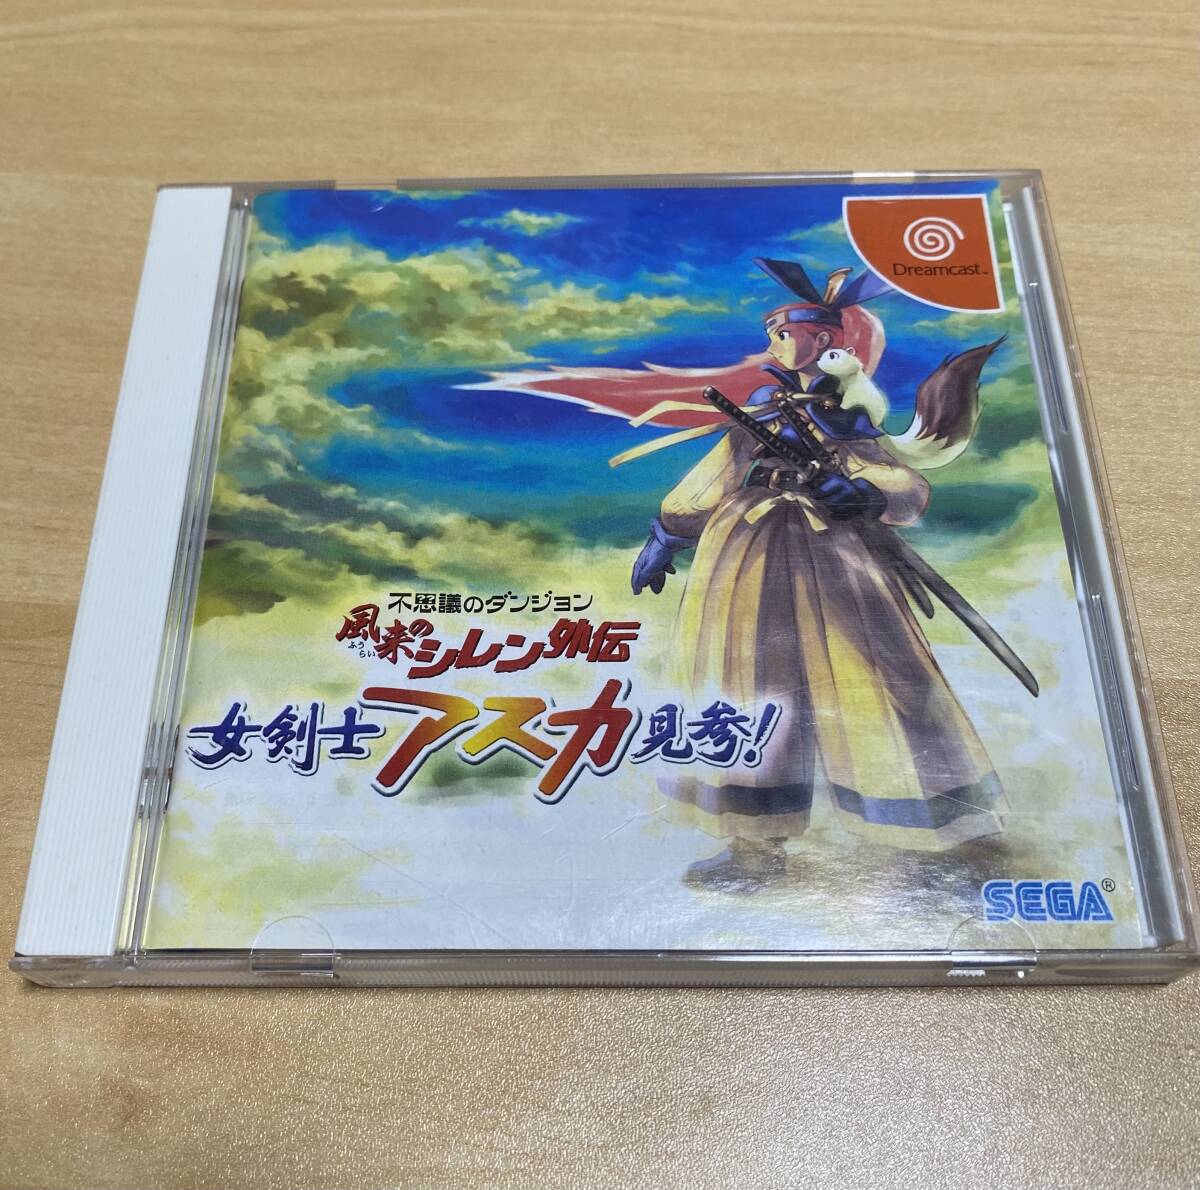 Dreamcast™
不思議のダンジョン
風来のシレン外伝
ふうらい
女剣士アスカ見参!
SEGA®